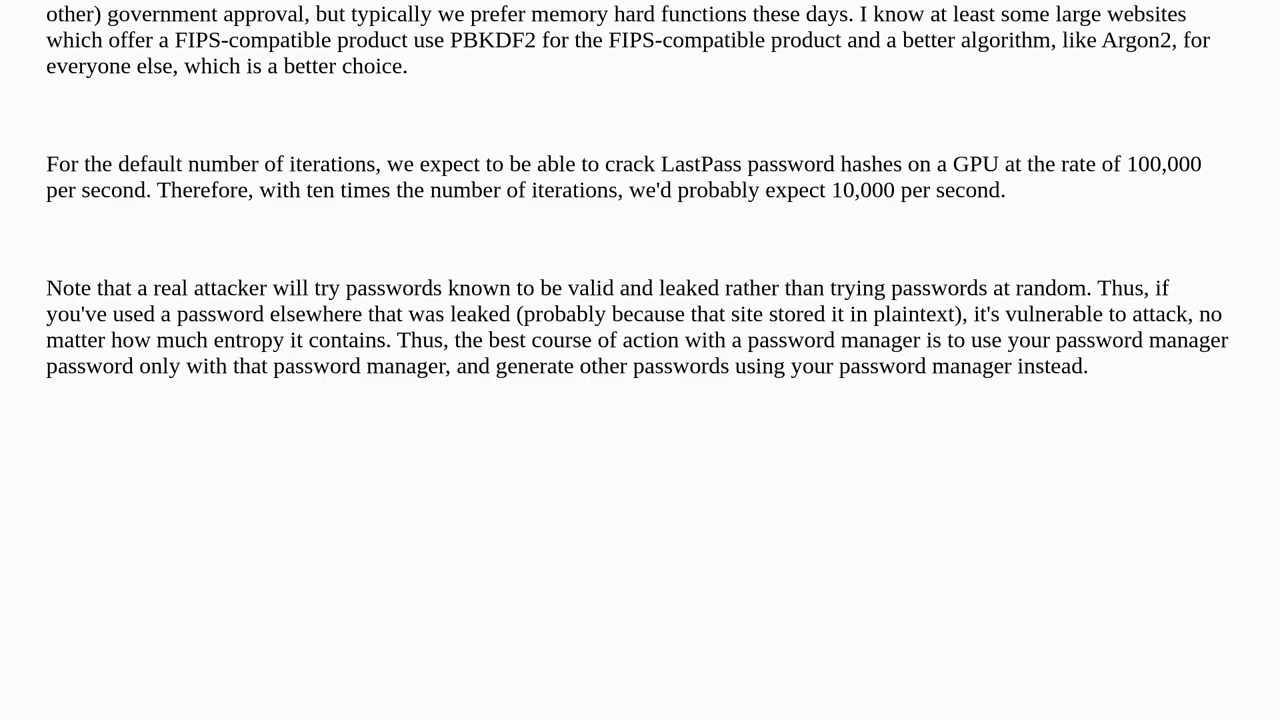 other) government approval, but typically we prefer memory hard functions these days. I know at least some large websites
which offer a FIPS-compatible product use PBKDF2 for the FIPS-compatible product and a better algorithm, like Argon2, for
everyone else, which is a better choice.
For the default number of iterations, we expect to be able to crack LastPass password hashes on a GPU at the rate of 100,000
per second. Therefore, with ten times the number of iterations, we'd probably expect 10,000 per second.
Note that a real attacker will try passwords known to be valid and leaked rather than trying passwords at random. Thus, if
you've used a password elsewhere that was leaked (probably because that site stored it in plaintext), it's vulnerable to attack, no
matter how much entropy it contains. Thus, the best course of action with a password manager is to use your password manager
password only with that password manager, and generate other passwords using your password manager instead.